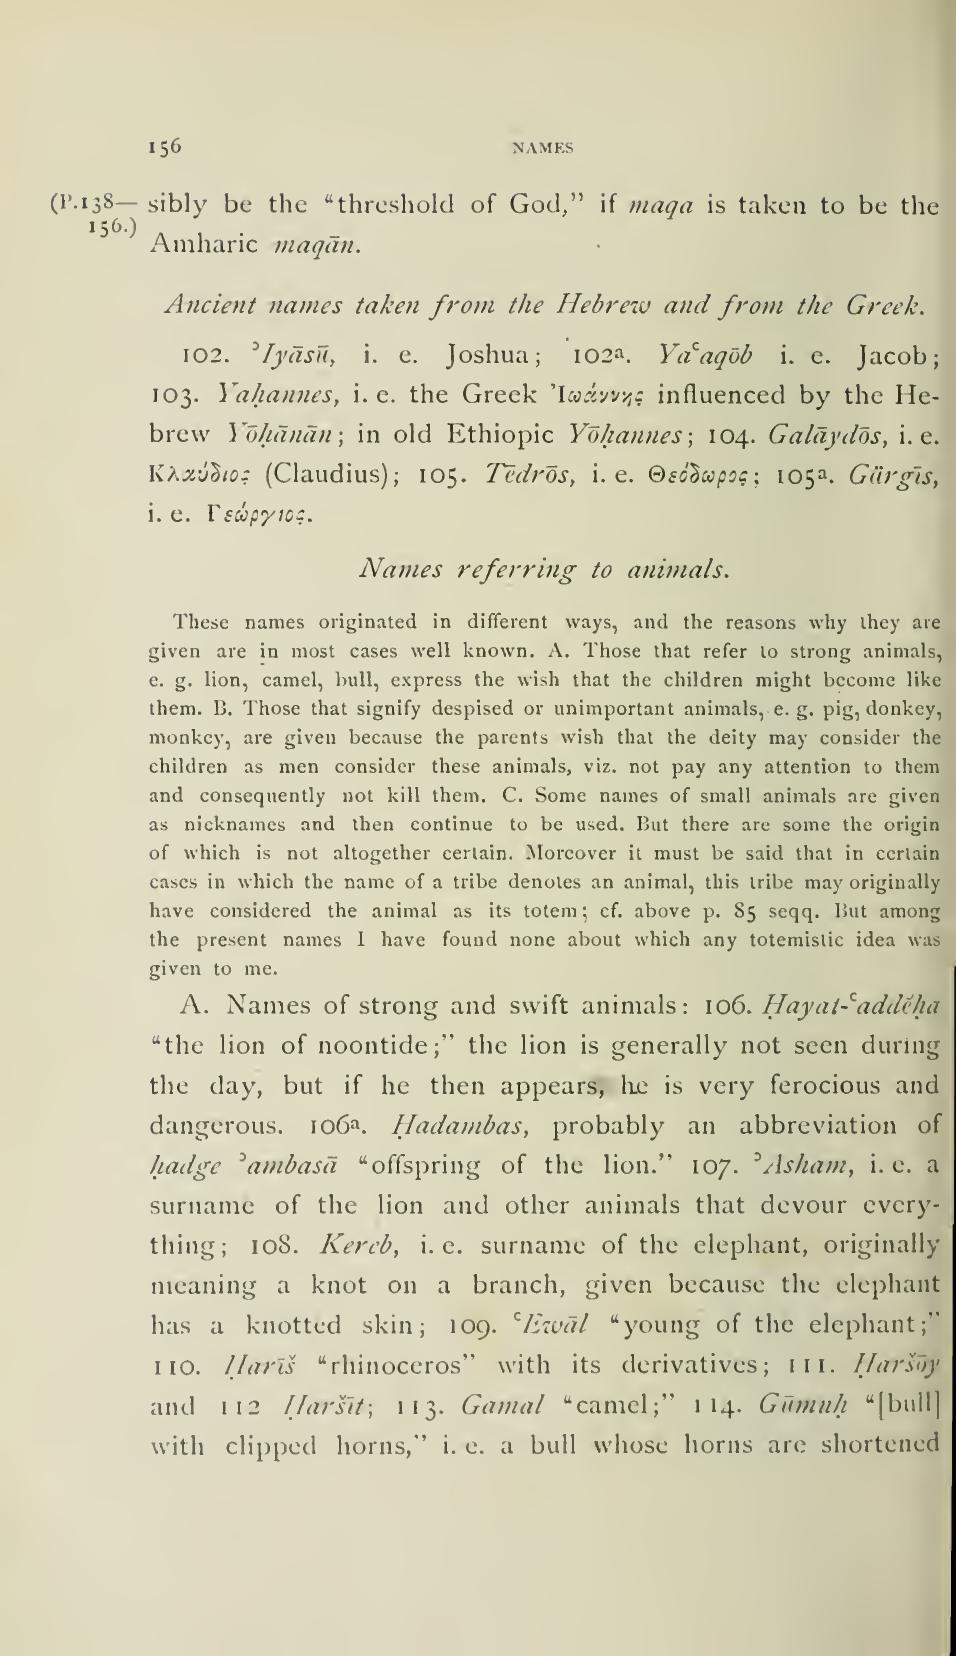 156 NAMES
(P.138— sibly be the “threshold of God,” if maqa is taken to be the
156.) Amharic maqān.
Ancient names taken from the Hebrew and from the Greek.
102. ʾIyāsū, i. e. Joshua; 102a. Yaʿaqōb i. e. Jacob;
103. Yaḥannes, i. e. the Greek Ἰωάννης influenced by the He-
brew Yōḥānān; in old Ethiopic Yōḥannes; 104. Galāydōs, i. e.
Κλαύδιος (Claudius); 105. Tēdrōs, i. e. Θεόδωρος; 105a. Gärgīs,
i. e. Γεώργιος.
Names referring to animals.
These names originated in different ways, and the reasons why they are
given are in most cases well known. A. Those that refer to strong animals,
e. g. lion, camel, bull, express the wish that the children might become like
them. B. Those that signify despised or unimportant animals, e. g. pig, donkey,
monkey, are given because the parents wish that the deity may consider the
children as men consider these animals, viz. not pay any attention to them
and consequently not kill them. C. Some names of small animals are given
as nicknames and then continue to be used. But there are some the origin
of which is not altogether certain. Moreover it must be said that in certain
cases in which the name of a tribe denotes an animal, this tribe may originally
have considered the animal as its totem; cf. above p. 85 seqq. But among
the present names I have found none about which any totemistic idea was
given to me.
A. Names of strong and swift animals: 106. Ḥayat-ʿaddĕḥā
“the lion of noontide;” the lion is generally not seen during
the day, but if he then appears, he is very ferocious and
dangerous. 106a. Ḥadambas, probably an abbreviation of
ḥadge ʾambasā “offspring of the lion.” 107. ʾAsham, i. e. a
surname of the lion and other animals that devour every-
thing; 108. Kereb, i. e. surname of the elephant, originally
meaning a knot on a branch, given because the elephant
has a knotted skin; 109. ʿEwāl “young of the elephant;”
110. Ḥarīš “rhinoceros” with its derivatives; 111. Ḥaršōy
and 112 Ḥaršīt; 113. Gamal “camel;” 114. Gūmuḥ “[bull]
with clipped horns,” i. e. a bull whose horns are shortened